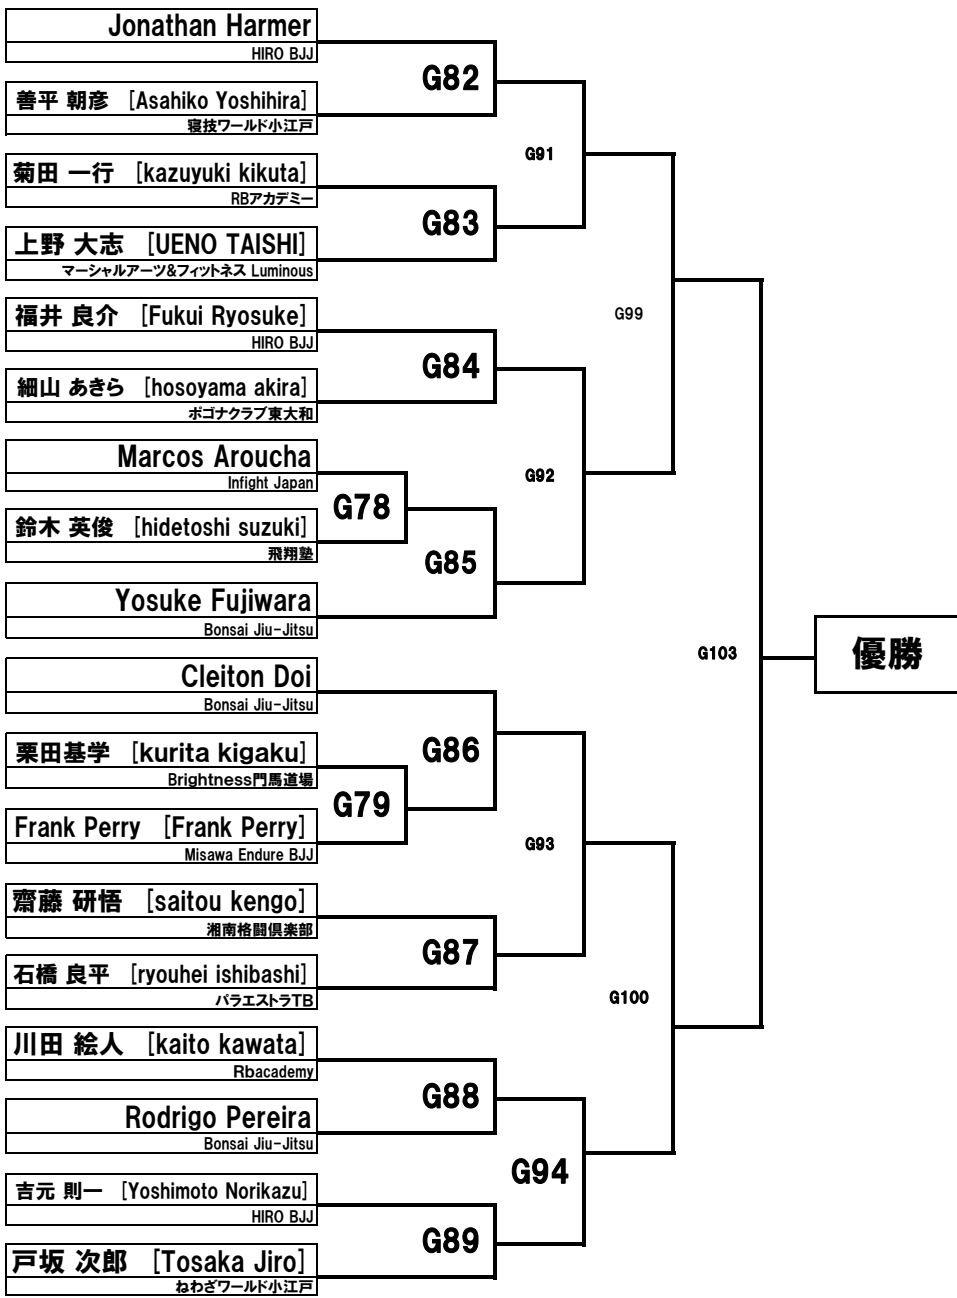 Jonathan Harmer
HIRO BJJ
G82
善平 朝彦 [Asahiko Yoshihira]
寝技ワールド小江戸
G91
菊田 一行 [kazuyuki kikuta]
RBアカデミー
G83
上野 大志 [UENO TAISHI]
マーシャルアーツ&フィットネス Luminous
福井 良介 [Fukui Ryosuke]
HIRO BJJ
G99
G84
細山 あきら [hosoyama akira]
ポゴナクラブ東大和
Marcos Aroucha
Infight Japan
G92
G78
鈴木 英俊 [hidetoshi suzuki]
飛翔塾
G85
Yosuke Fujiwara
Bonsai Jiu-Jitsu
G103
優勝
Cleiton Doi
Bonsai Jiu-Jitsu
G86
栗田基学 [kurita kigaku]
Brightness門馬道場
G79
Frank Perry [Frank Perry]
Misawa Endure BJJ
G93
齋藤 研悟 [saitou kengo]
湘南格闘倶楽部
G87
石橋 良平 [ryouhei ishibashi]
パラエストラTB
G100
川田 絵人 [kaito kawata]
Rbacademy
G88
Rodrigo Pereira
Bonsai Jiu-Jitsu
G94
吉元 則一 [Yoshimoto Norikazu]
HIRO BJJ
G89
戸坂 次郎 [Tosaka Jiro]
ねわざワールド小江戸